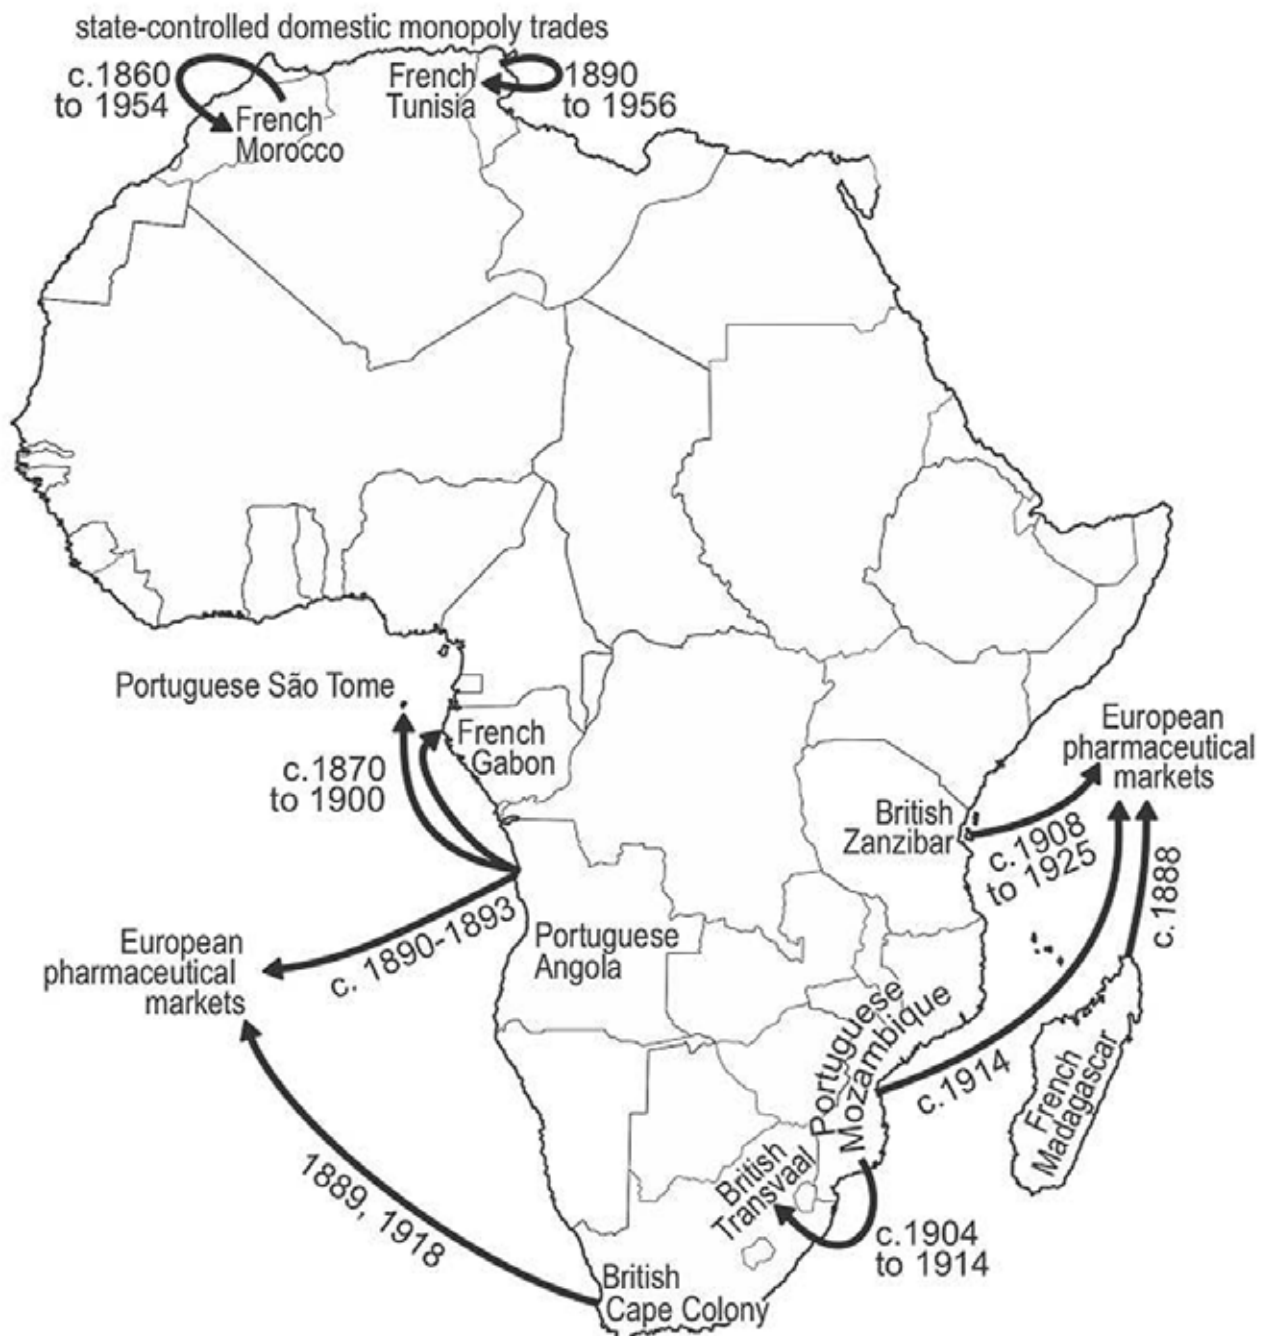 state-controlled domestic monopoly trades
c.1860
to 1954
French
Morocco
French
Tunisia
1890
to 1956
Portuguese São Tome
c.1870
to 1900
French
Gabon
European
pharmaceutical
markets
British
Zanzibar
c.1908
to 1925
c.1888
European
pharmaceutical
markets
c. 1890-1893
Portuguese
Angola
Portuguese
Mozambique
c.1914
French
Madagascar
British
Transvaal
c.1904
to 1914
1889, 1918
British
Cape Colony